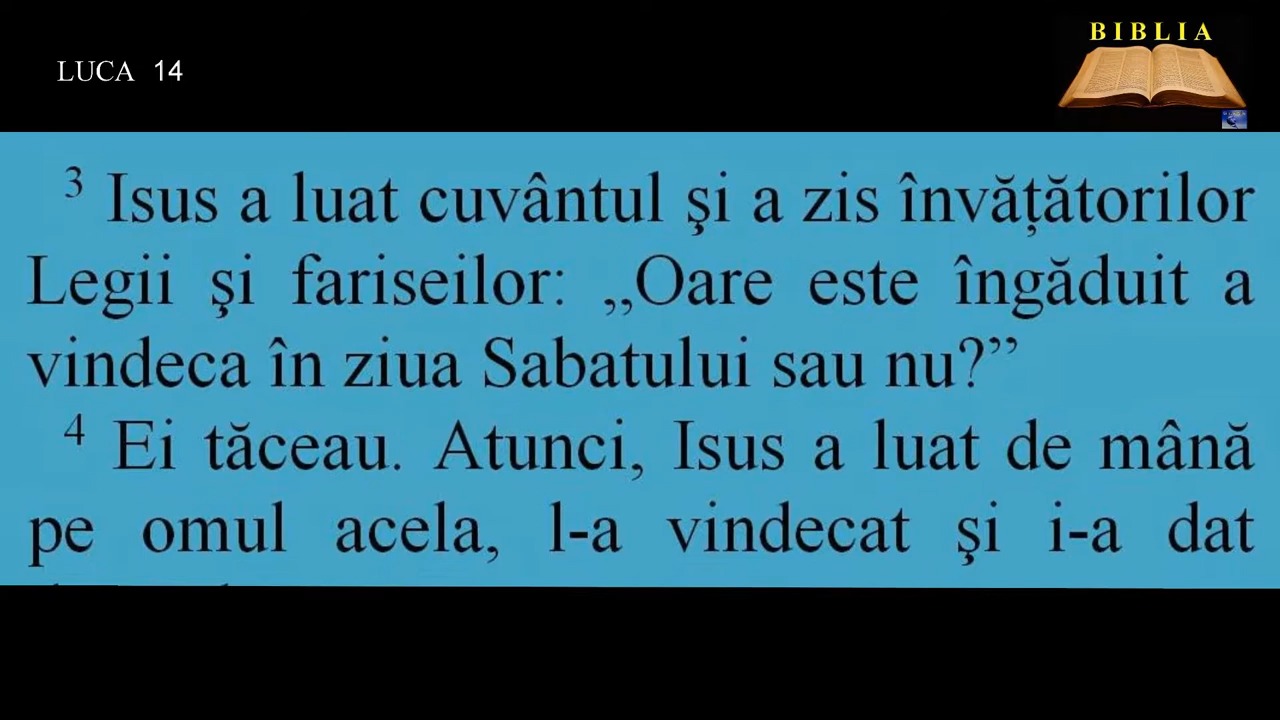 BIBLIA
LUCA 14
3 Isus a luat cuvântul şi a zis învăţătorilor
Legii şi fariseilor: „Oare este îngăduit a
vindeca în ziua Sabatului sau nu?”
4 Ei tăceau. Atunci, Isus a luat de mână
pe omul acela, l-a vindecat şi i-a dat